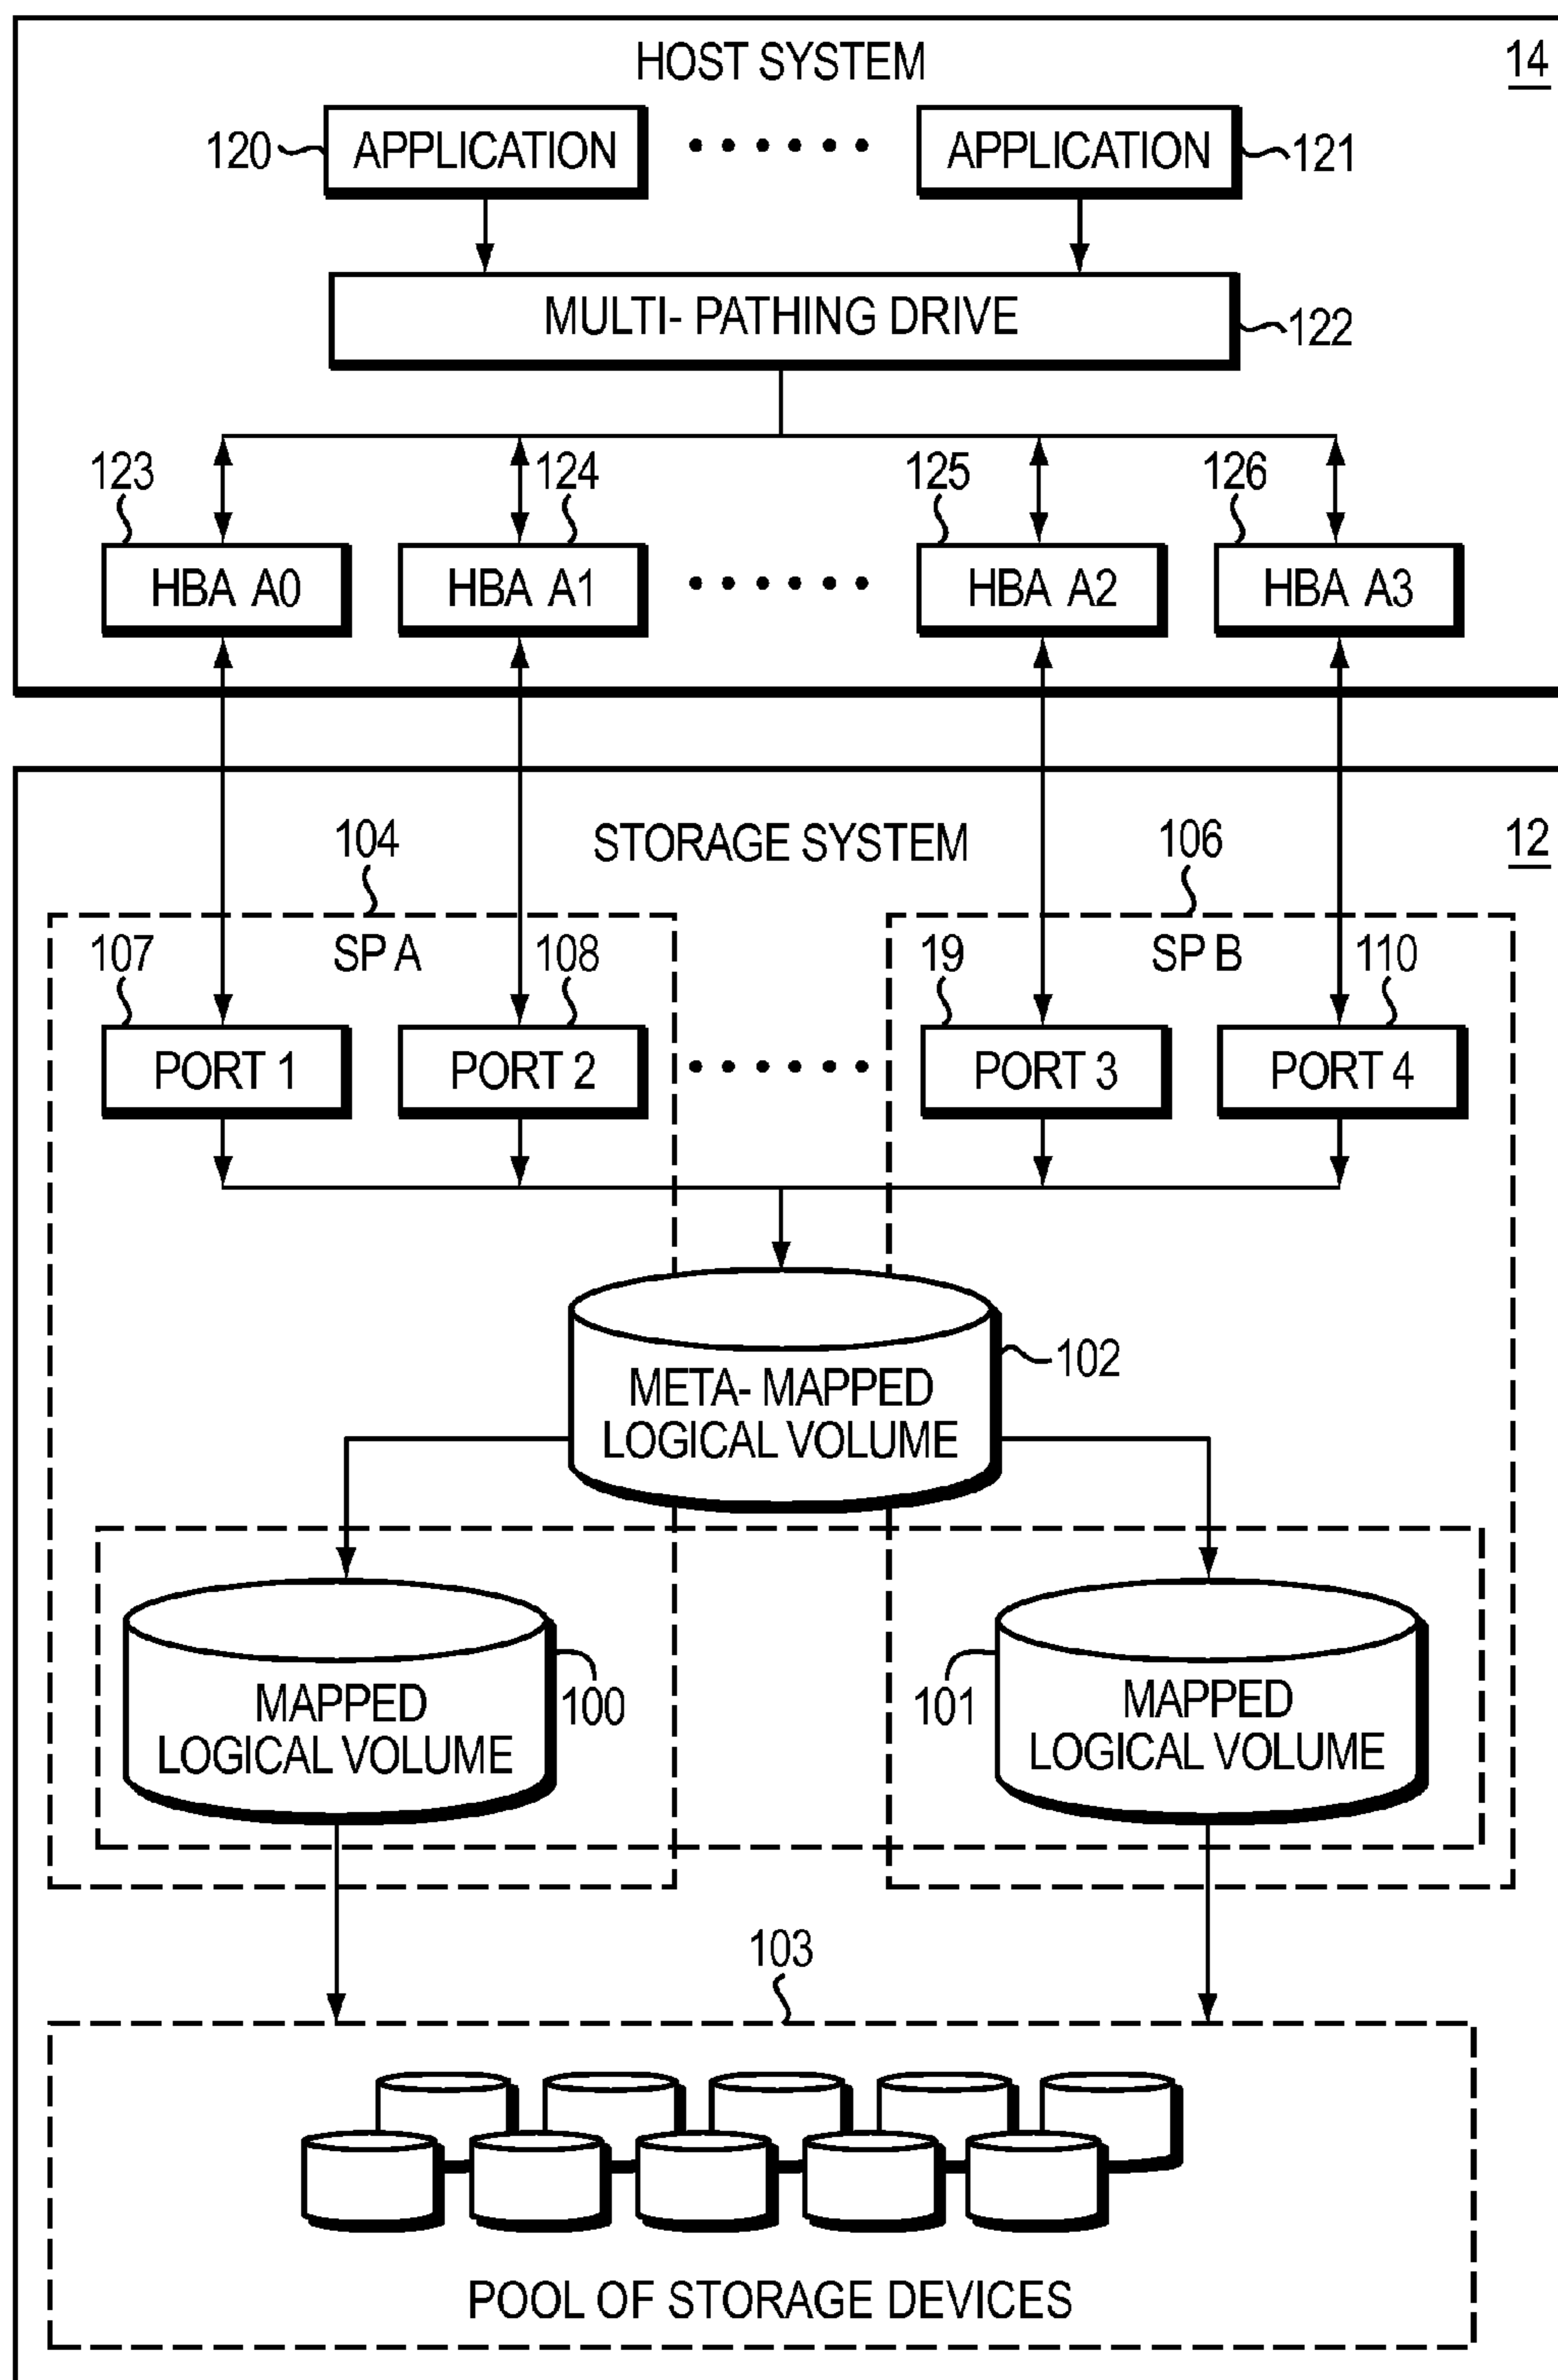 HOST SYSTEM
14
120
APPLICATION
APPLICATION
121
MULTI- PATHING DRIVE
122
123
124
125
126
HBA A0
HBA A1
HBA A2
HBA A3
104
STORAGE SYSTEM
106
12
107
SP A
108
19
SP B
110
PORT 1
PORT 2
PORT 3
PORT 4
102
META- MAPPED
LOGICAL VOLUME
MAPPED
LOGICAL VOLUME
100
101
MAPPED
LOGICAL VOLUME
103
POOL OF STORAGE DEVICES